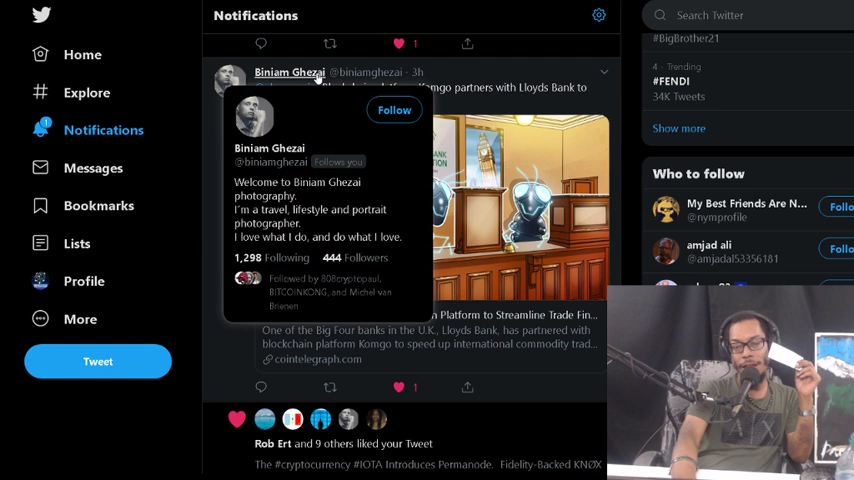 Home
Explore
1
Notifications
Messages
Bookmarks
Lists
Profile
More
Tweet
Notifications
1
Biniam Ghezai @biniamghezai · 3h
Komgo partners with Lloyds Bank to
Follow
Biniam Ghezai
@biniamghezai Follows you
Welcome to Biniam Ghezai
photography.
I'm a travel, lifestyle and portrait
photographer.
I love what I do, and do what I love.
1,298 Following 444 Followers
Followed by 808cryptopaul,
BITCOINKONG, and Michel van
Brienen
BANK
Platform to Streamline Trade Fin...
One of the Big Four banks in the U.K., Lloyds Bank, has partnered with
blockchain platform Komgo to speed up international commodity trad...
cointelegraph.com
1
Rob Ert and 9 others liked your Tweet
The #cryptocurrency #IOTA Introduces Permanode. Fidelity-Backed KNØX
Search Twitter
#BigBrother21
4 · Trending
#FENDI
34K Tweets
Show more
Who to follow
My Best Friends Are N...
@nymprofile
Follo
amjad ali
@amjadal53356181
Follo